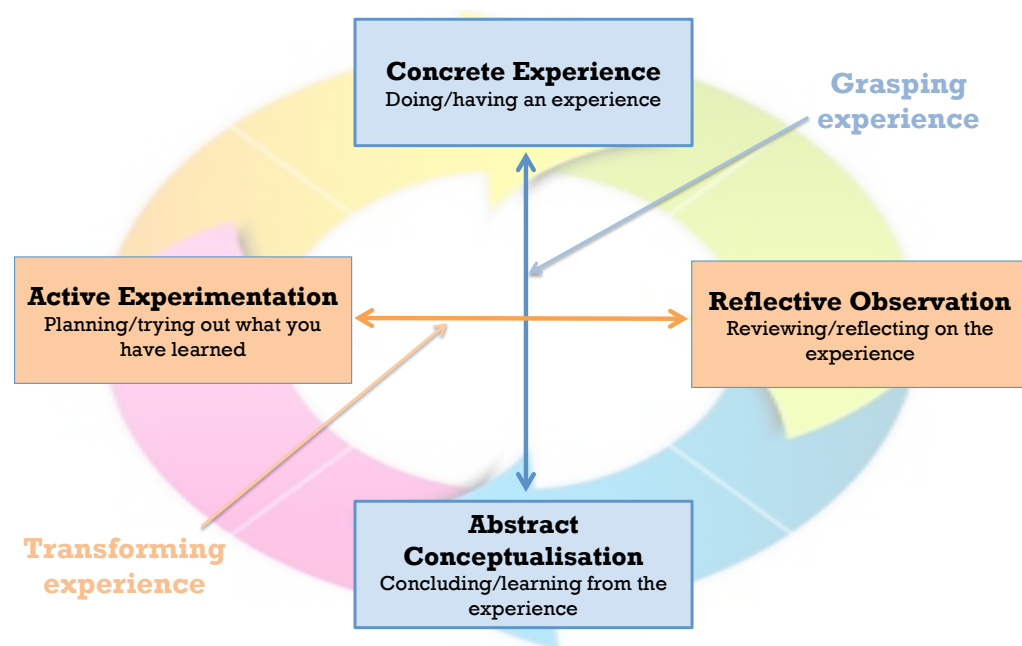 Concrete Experience
Doing/having an experience
Grasping
experience
Active Experimentation
Planning/trying out what you
have learned
Reflective Observation
Reviewing/reflecting on the
experience
Abstract
Conceptualisation
Concluding/learning from the
experience
Transforming
experience